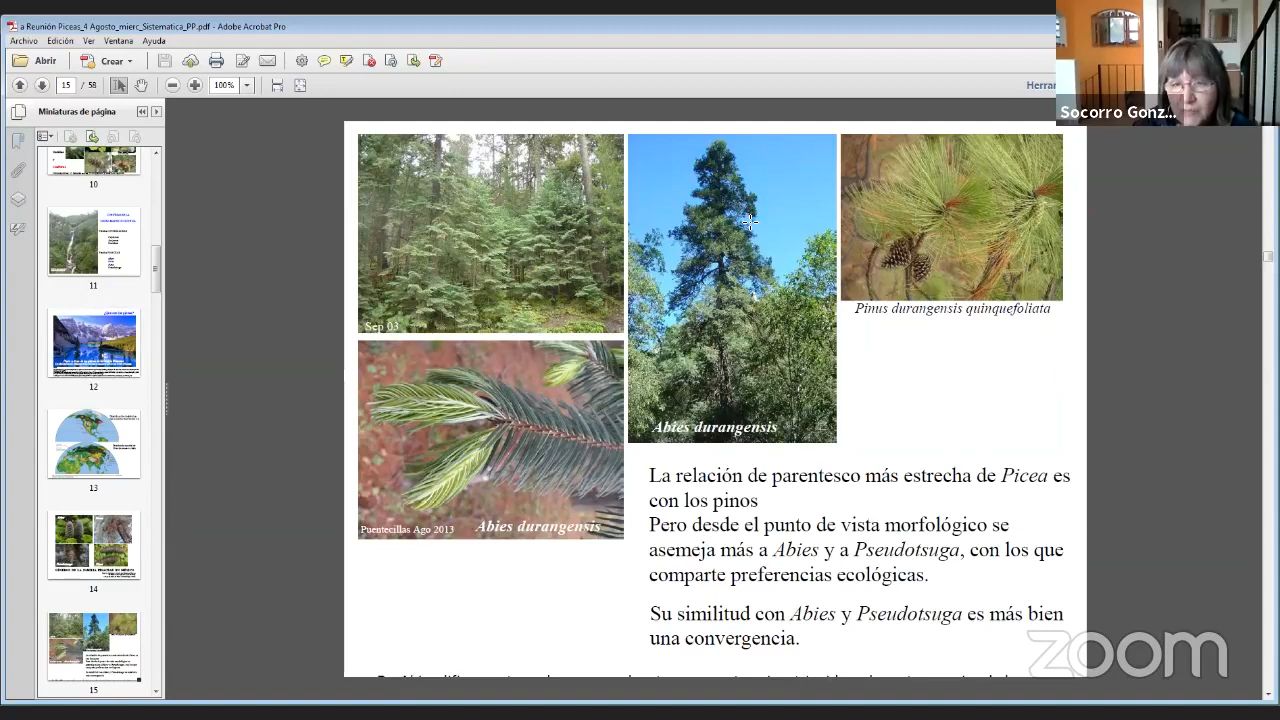 a Reunión Piceas_4 Agosto_mierc_Sistematica_PP.pdf - Adobe Acrobat Pro
Archivo Edición Ver Ventana Ayuda
Abrir Crear
15 / 58 100% Herrar
Socorro Gonz...
Miniaturas de página
10
11
12
13
14
15
Sep 03
Abies durangensis
Pinus durangensis quinquefoliata
Puentecillas Ago 2013 Abies durangensis
La relación de parentesco más estrecha de Picea es
con los pinos
Pero desde el punto de vista morfológico se
asemeja más a Abies y a Pseudotsuga, con los que
comparte preferencias ecológicas.
Su similitud con Abies y Pseudotsuga es más bien
una convergencia.
zoom